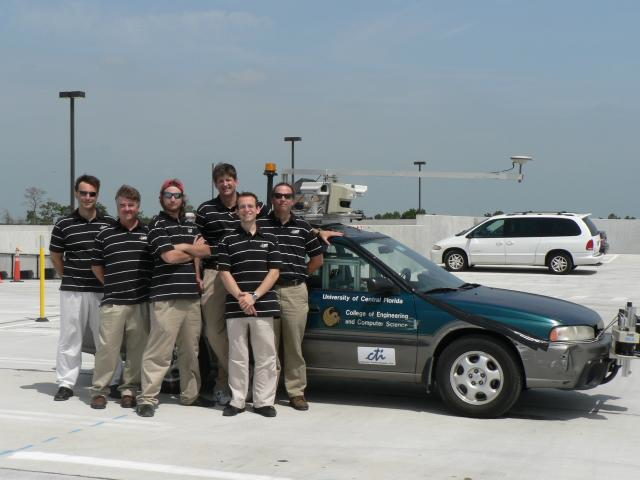 University of Central Florida
College of Engineering
and Computer Science
cti